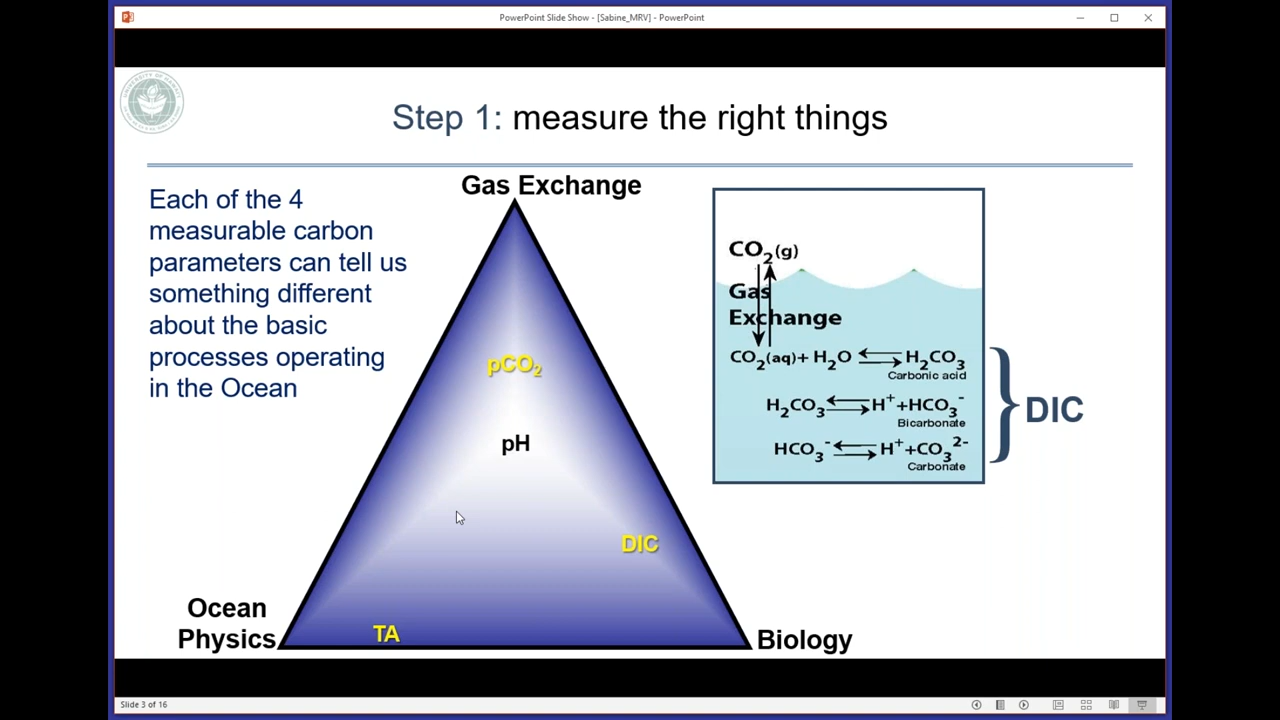 PowerPoint Slide Show - [Sabine_MRV] - PowerPoint
UNIVERSITY OF HAWAI'I
Step 1: measure the right things
Each of the 4
measurable carbon
parameters can tell us
something different
about the basic
processes operating
in the Ocean
Gas Exchange
pCO₂
pH
DIC
TA
Ocean
Physics
Biology
CO₂(g)
Gas
Exchange
CO₂(aq)+ H₂O ⇌ H₂CO₃
Carbonic acid
H₂CO₃ ⇌ H⁺+HCO₃⁻
Bicarbonate
HCO₃⁻ ⇌ H⁺+CO₃²⁻
Carbonate
DIC
Slide 3 of 16